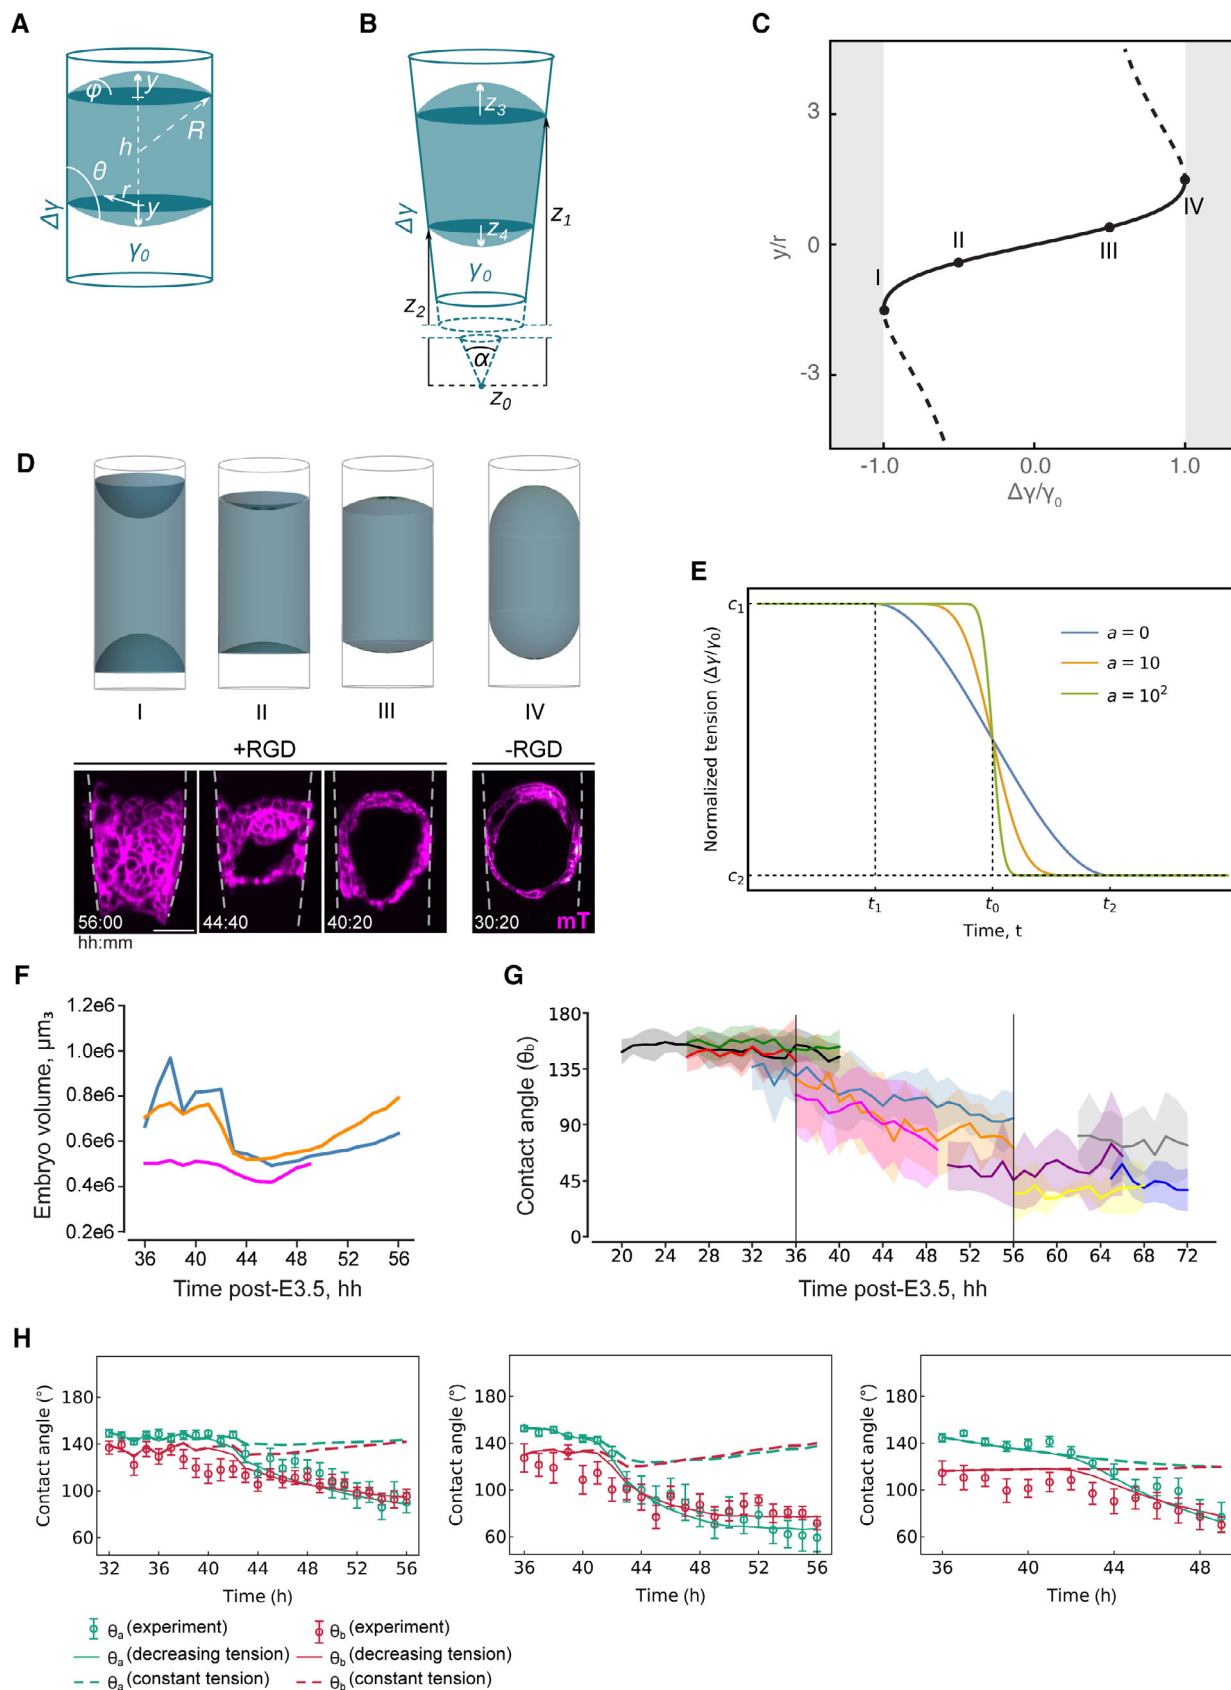 A
φ
y
h
R
θ
r
y
Δγ
γ₀
B
z₃
z₁
Δγ
z₄
γ₀
z₂
α
z₀
C
y/r
3
0
-3
I
II
III
IV
-1.0 0.0 1.0
Δγ/γ₀
D
I II III IV
+RGD -RGD
56:00 44:40 40:20 30:20 mT
hh:mm
E
Normalized tension (Δγ/γ₀)
c₁
c₂
a = 0
a = 10
a = 10²
t₁ t₀ t₂
Time, t
F
Embryo volume, µm₃
1.2e6
1.0e6
0.8e6
0.6e6
0.4e6
0.2e6
36 40 44 48 52 56
Time post-E3.5, hh
G
Contact angle (θb)
180
135
90
45
0
20 24 28 32 36 40 44 48 52 56 60 64 68 72
Time post-E3.5, hh
H
Contact angle (°)
180
140
100
60
32 36 40 44 48 52 56
Time (h)
Contact angle (°)
180
140
100
60
36 40 44 48 52 56
Time (h)
Contact angle (°)
180
140
100
60
36 40 44 48
Time (h)
θa (experiment) θb (experiment)
θa (decreasing tension) θb (decreasing tension)
θa (constant tension) θb (constant tension)